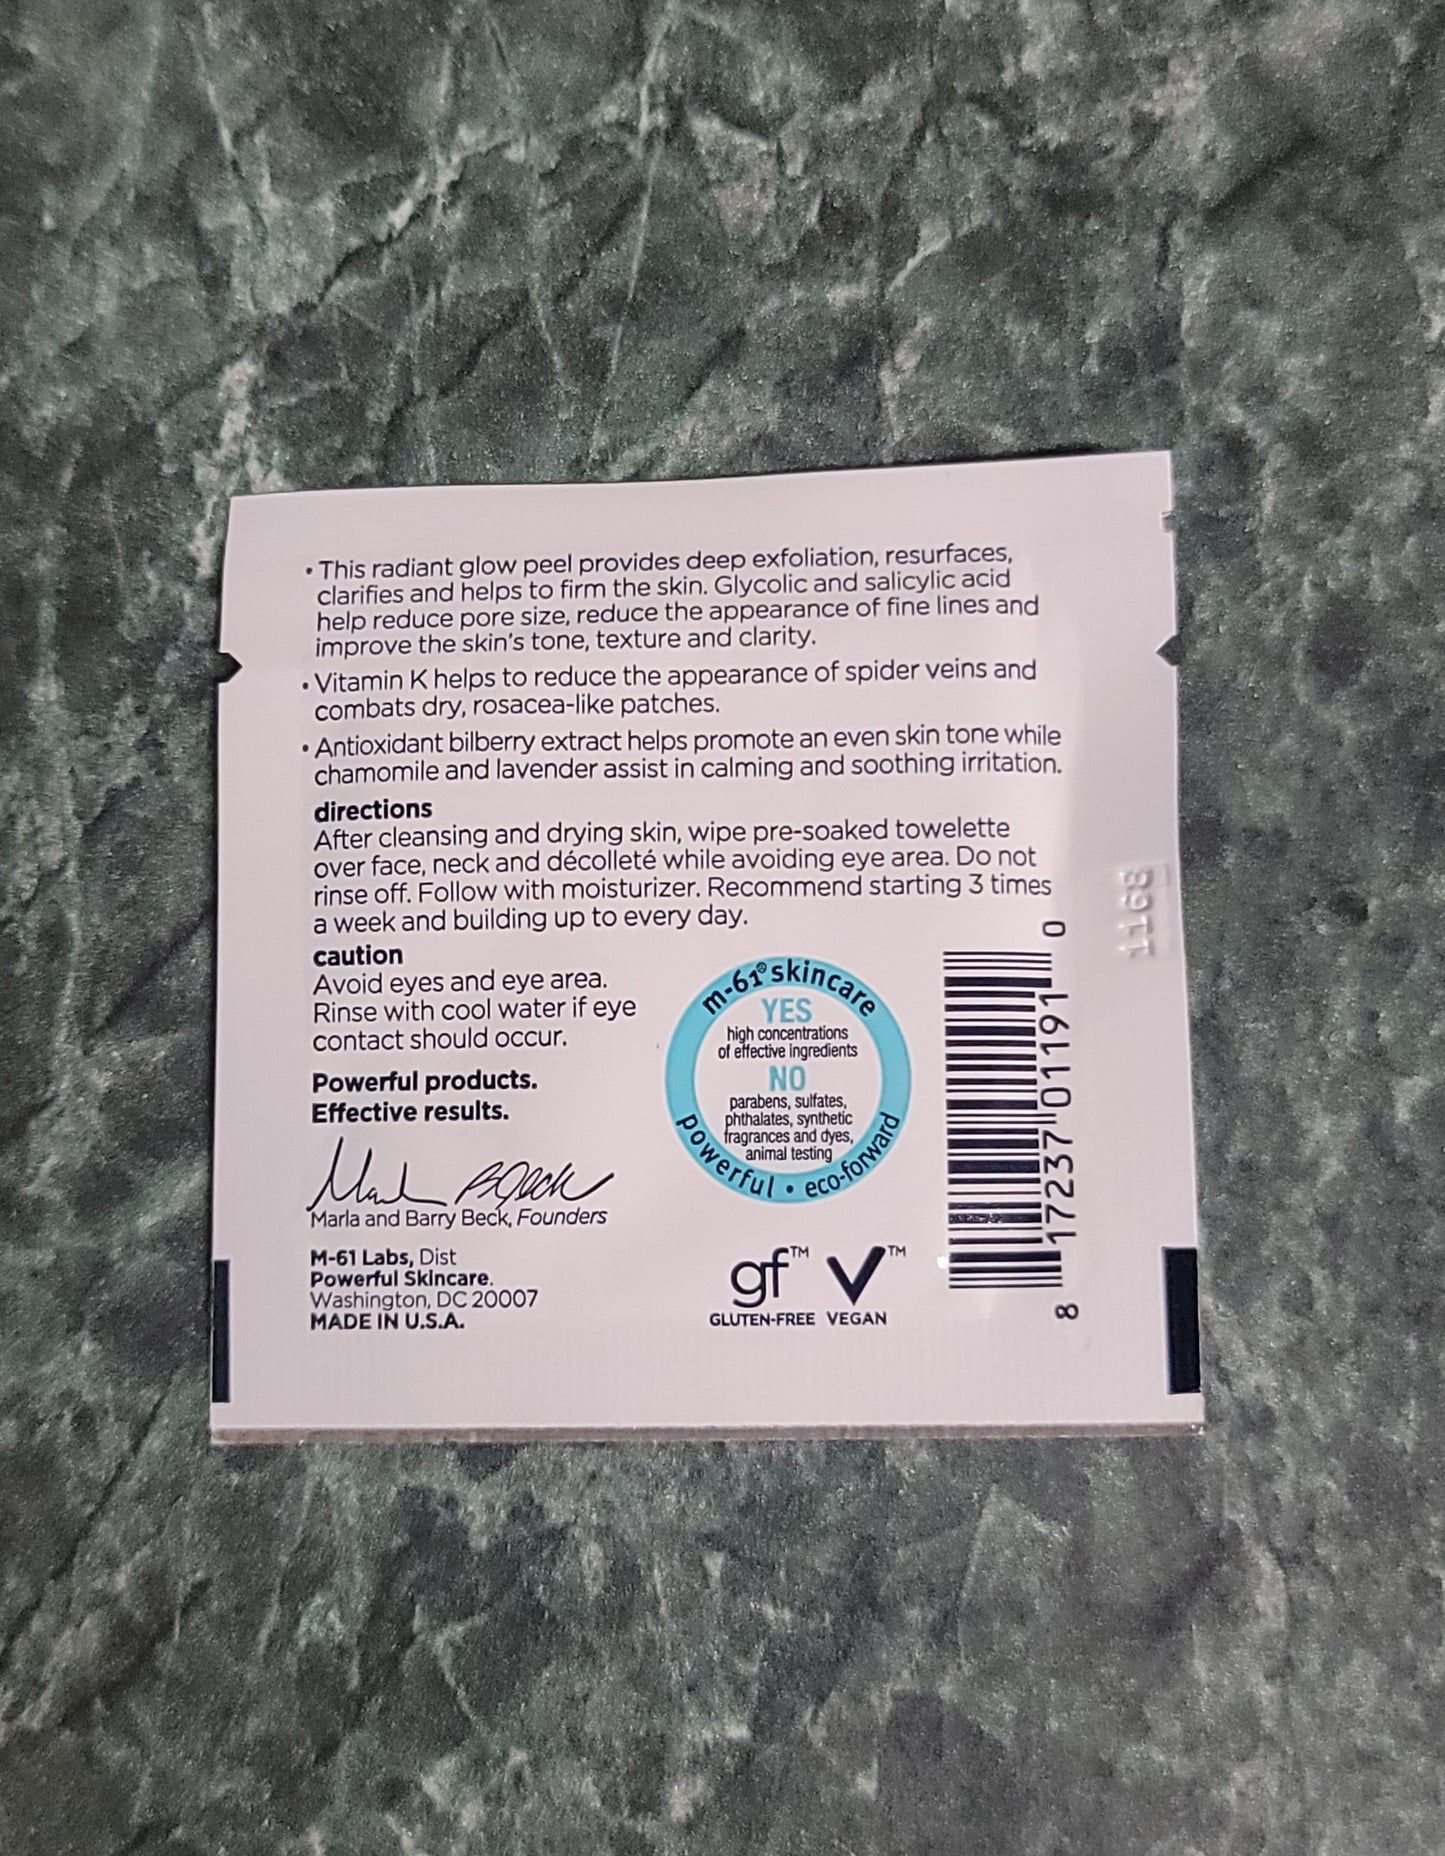 • This radiant glow peel provides deep exfoliation, resurfaces,
clarifies and helps to firm the skin. Glycolic and salicylic acid
help reduce pore size, reduce the appearance of fine lines and
improve the skin's tone, texture and clarity.
• Vitamin K helps to reduce the appearance of spider veins and
combats dry, rosacea-like patches.
• Antioxidant bilberry extract helps promote an even skin tone while
chamomile and lavender assist in calming and soothing irritation.
directions
After cleansing and drying skin, wipe pre-soaked towelette
over face, neck and décolleté while avoiding eye area. Do not
rinse off. Follow with moisturizer. Recommend starting 3 times
a week and building up to every day.
caution
Avoid eyes and eye area.
Rinse with cool water if eye
contact should occur.
Powerful products.
Effective results.
Marla and Barry Beck, Founders
M-61 Labs, Dist
Powerful Skincare.
Washington, DC 20007
MADE IN U.S.A.
m-61® skincare
YES
high concentrations
of effective ingredients
NO
parabens, sulfates,
phthalates, synthetic
fragrances and dyes,
animal testing
powerful • eco-forward
gf™ V™
GLUTEN-FREE VEGAN
8 17237 01191 0
1168